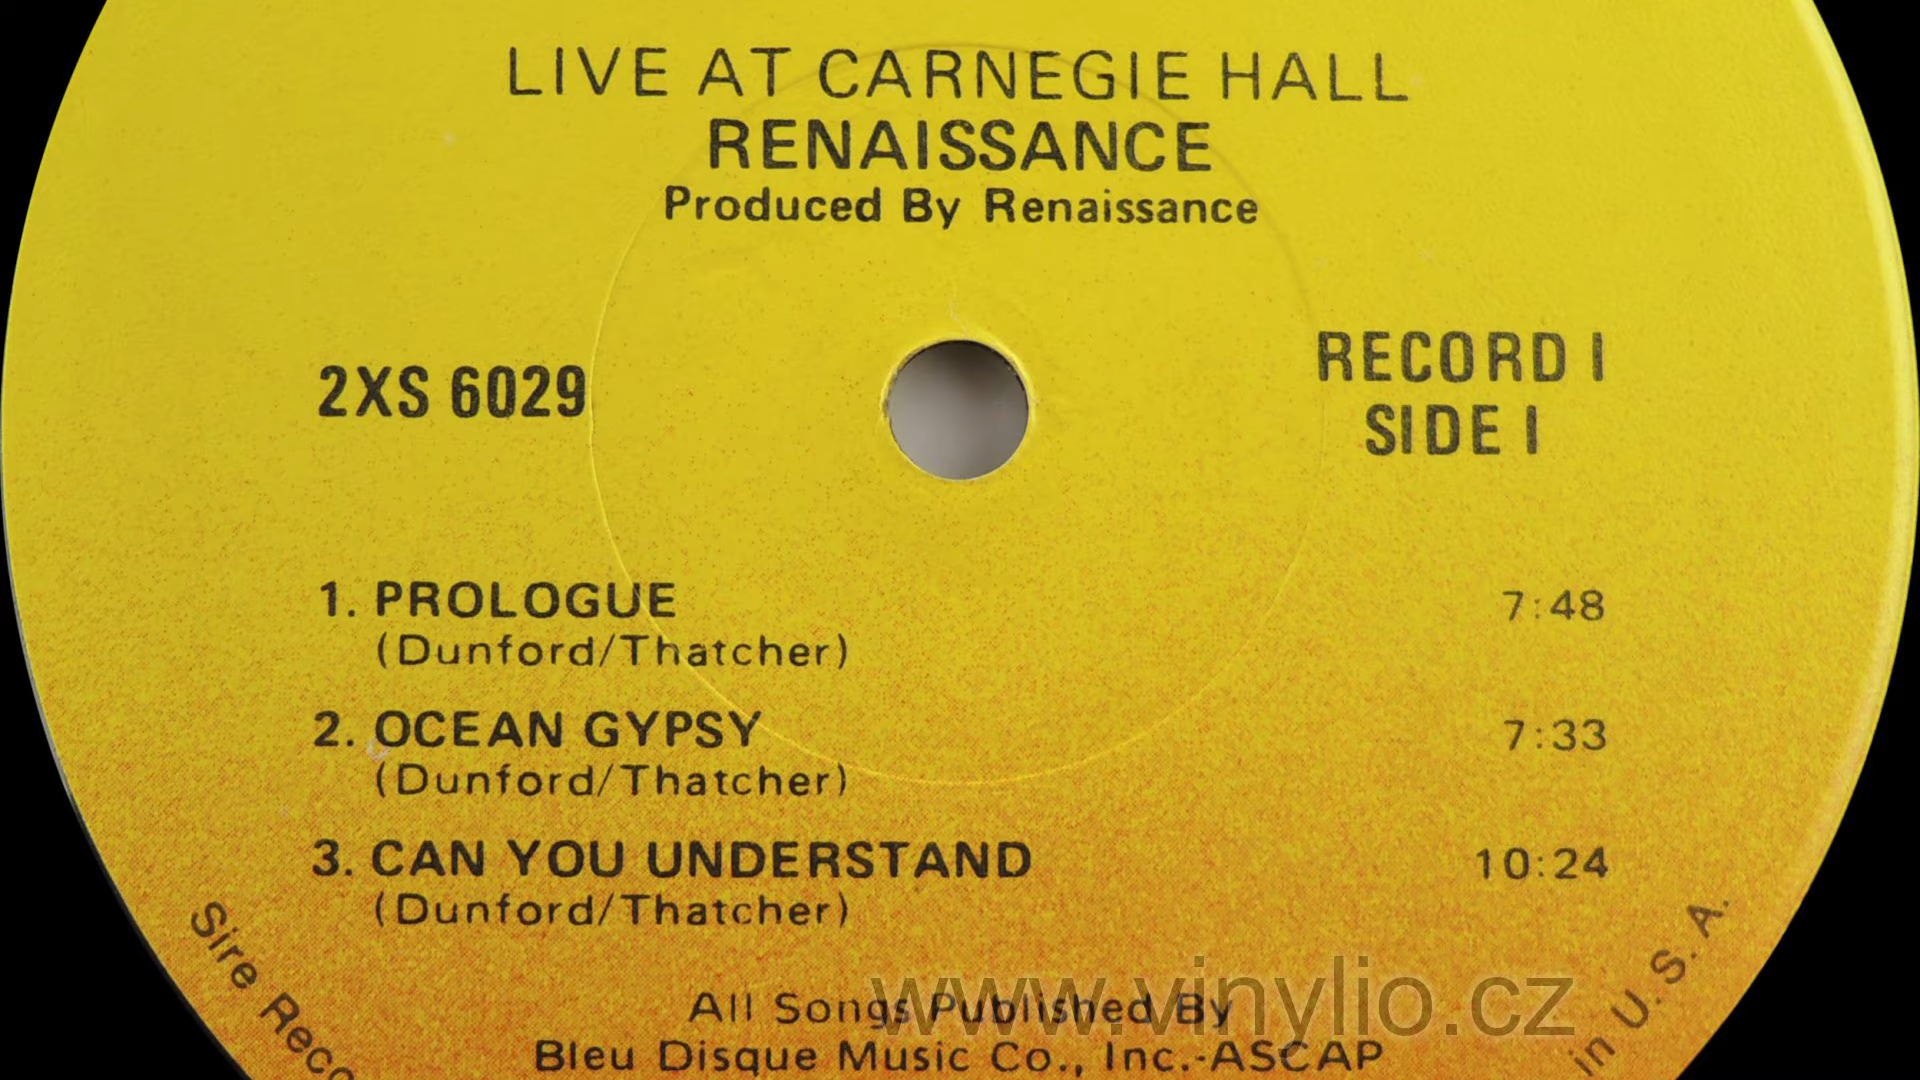 LIVE AT CARNEGIE HALL
RENAISSANCE
Produced By Renaissance
2XS 6029
RECORD I
SIDE I
1. PROLOGUE 7:48
(Dunford/Thatcher)
2. OCEAN GYPSY 7:33
(Dunford/Thatcher)
3. CAN YOU UNDERSTAND 10:24
(Dunford/Thatcher)
All Songs Published By
Bleu Disque Music Co., Inc.-ASCAP
Sire
in U.S.A.
www.vinylio.cz